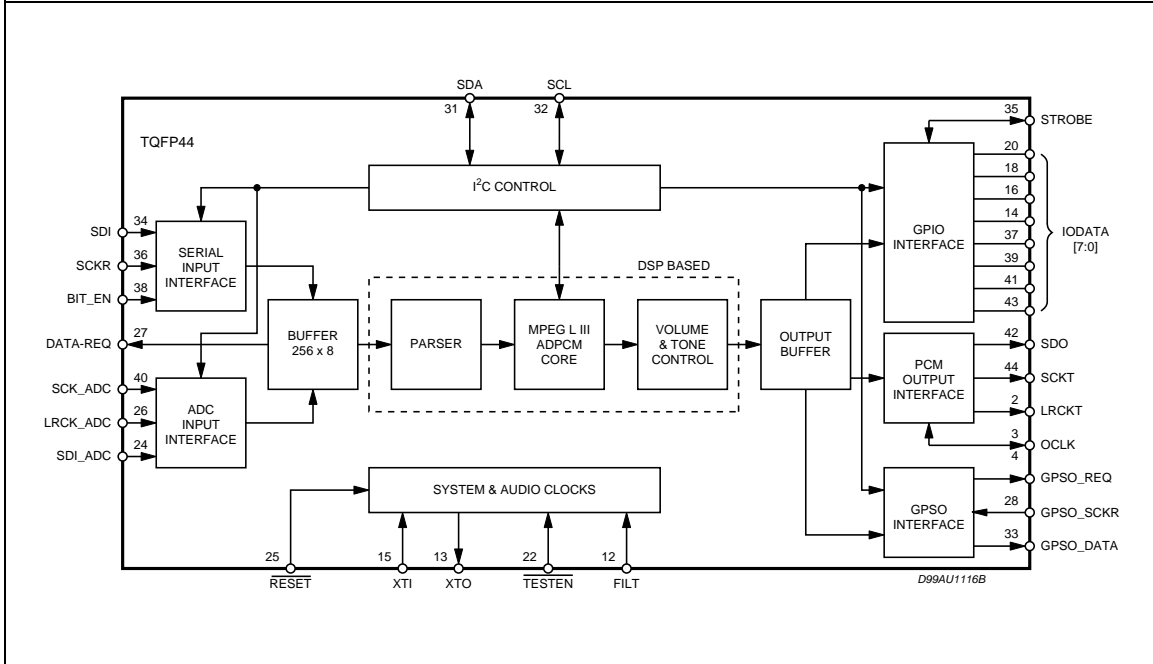 SDA
SCL
31
32
TQFP44
I²C CONTROL
34
SDI
36
SCKR
38
BIT_EN
SERIAL
INPUT
INTERFACE
27
DATA-REQ
40
SCK_ADC
26
LRCK_ADC
24
SDI_ADC
ADC
INPUT
INTERFACE
BUFFER
256 x 8
DSP BASED
PARSER
MPEG L III
ADPCM
CORE
VOLUME
& TONE
CONTROL
OUTPUT
BUFFER
35
STROBE
20
18
16
14
37
39
41
43
GPIO
INTERFACE
IODATA
[7:0]
42
SDO
44
SCKT
2
LRCKT
3
OCLK
PCM
OUTPUT
INTERFACE
4
GPSO_REQ
28
GPSO_SCKR
33
GPSO_DATA
GPSO
INTERFACE
SYSTEM & AUDIO CLOCKS
25
15
13
22
12
RESET
XTI
XTO
TESTEN
FILT
D99AU1116B